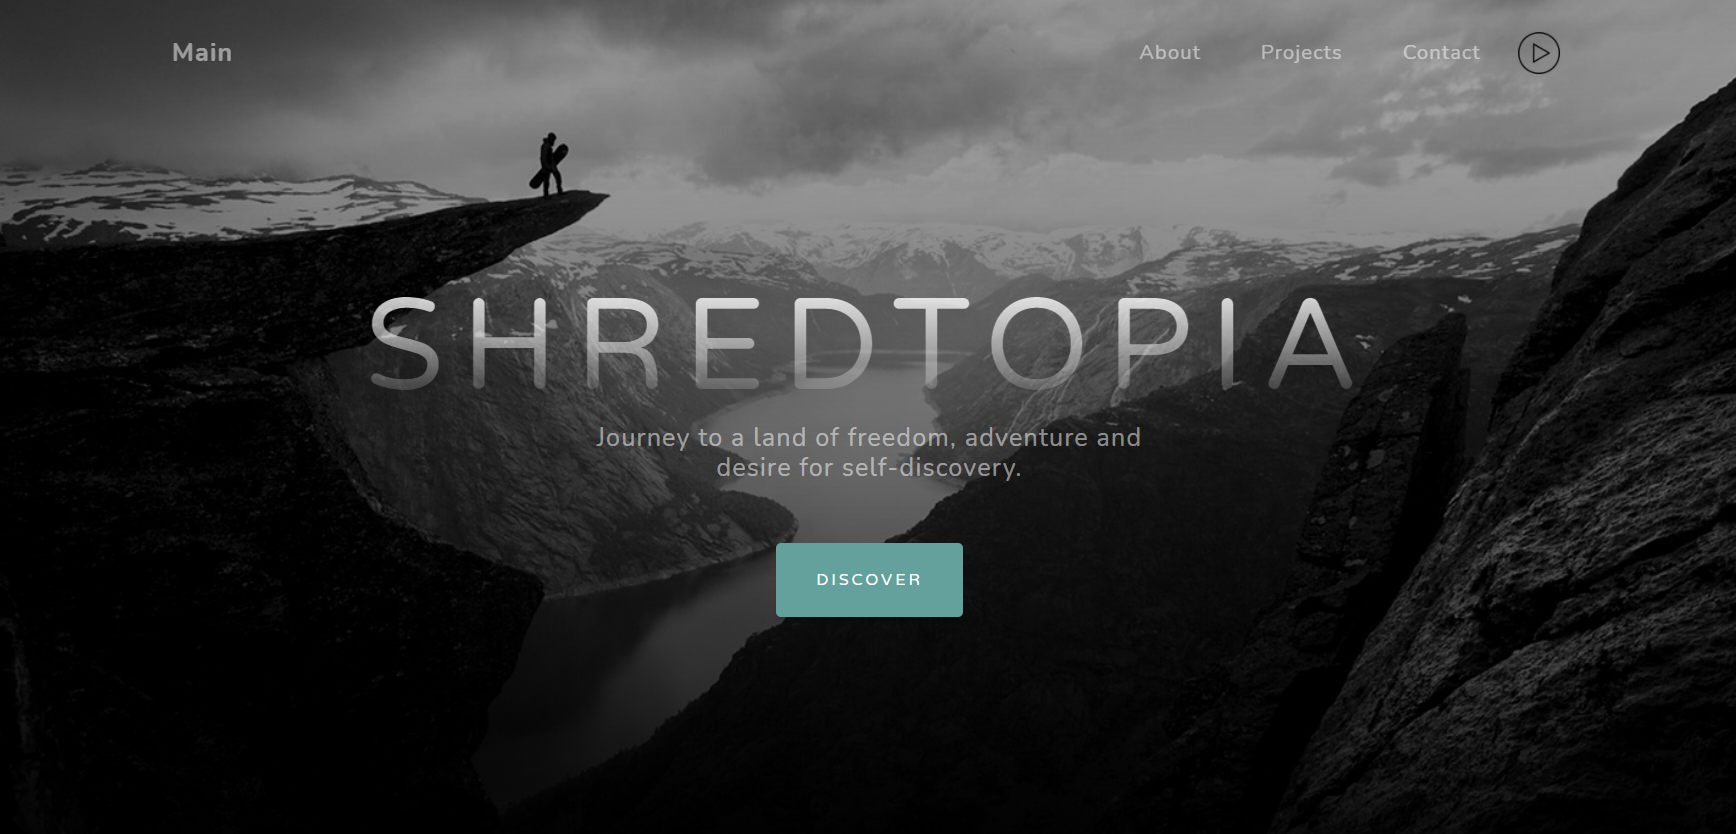 Main
About
Projects
Contact
SHREDTOPIA
Journey to a land of freedom, adventure and
desire for self-discovery.
DISCOVER